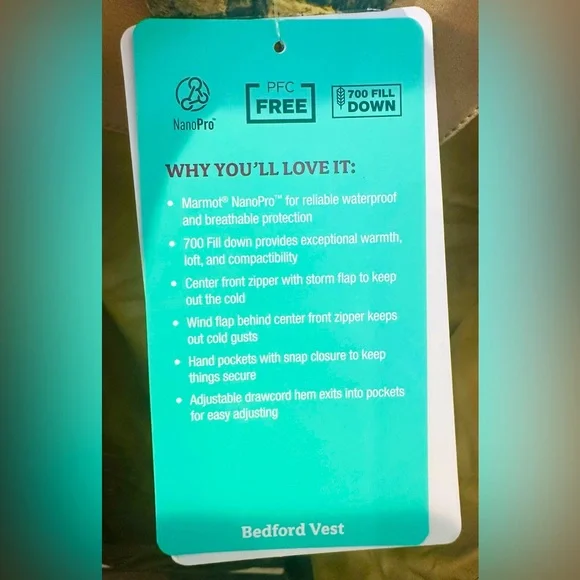 PFC
FREE
700 FILL
DOWN
NanoPro™
WHY YOU'LL LOVE IT:
• Marmot® NanoPro™ for reliable waterproof
and breathable protection
• 700 Fill down provides exceptional warmth,
loft, and compactibility
• Center front zipper with storm flap to keep
out the cold
• Wind flap behind center front zipper keeps
out cold gusts
• Hand pockets with snap closure to keep
things secure
• Adjustable drawcord hem exits into pockets
for easy adjusting
Bedford Vest